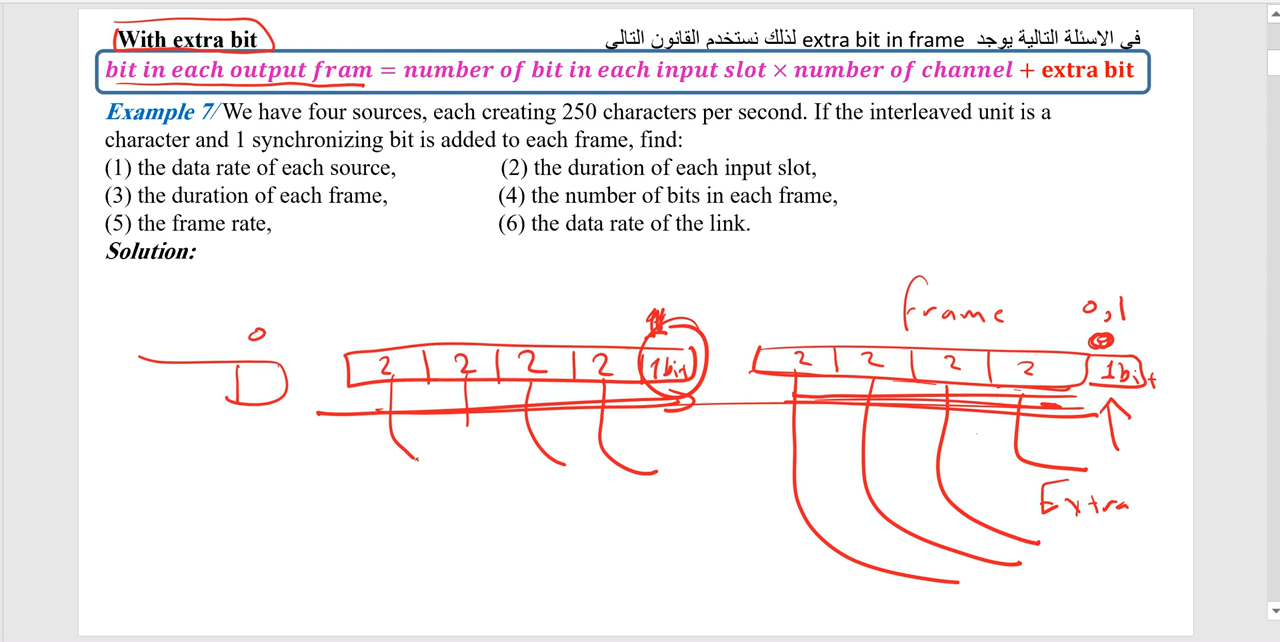 With extra bit
في الاسئلة التالية يوجد extra bit in frame لذلك نستخدم القانون التالي
bit in each output fram = number of bit in each input slot × number of channel + extra bit
Example 7/ We have four sources, each creating 250 characters per second. If the interleaved unit is a
character and 1 synchronizing bit is added to each frame, find:
(1) the data rate of each source, (2) the duration of each input slot,
(3) the duration of each frame, (4) the number of bits in each frame,
(5) the frame rate, (6) the data rate of the link.
Solution:
frame 0,1
0
2 2 2 2 1bit 2 2 2 2 1bit
D
Extra